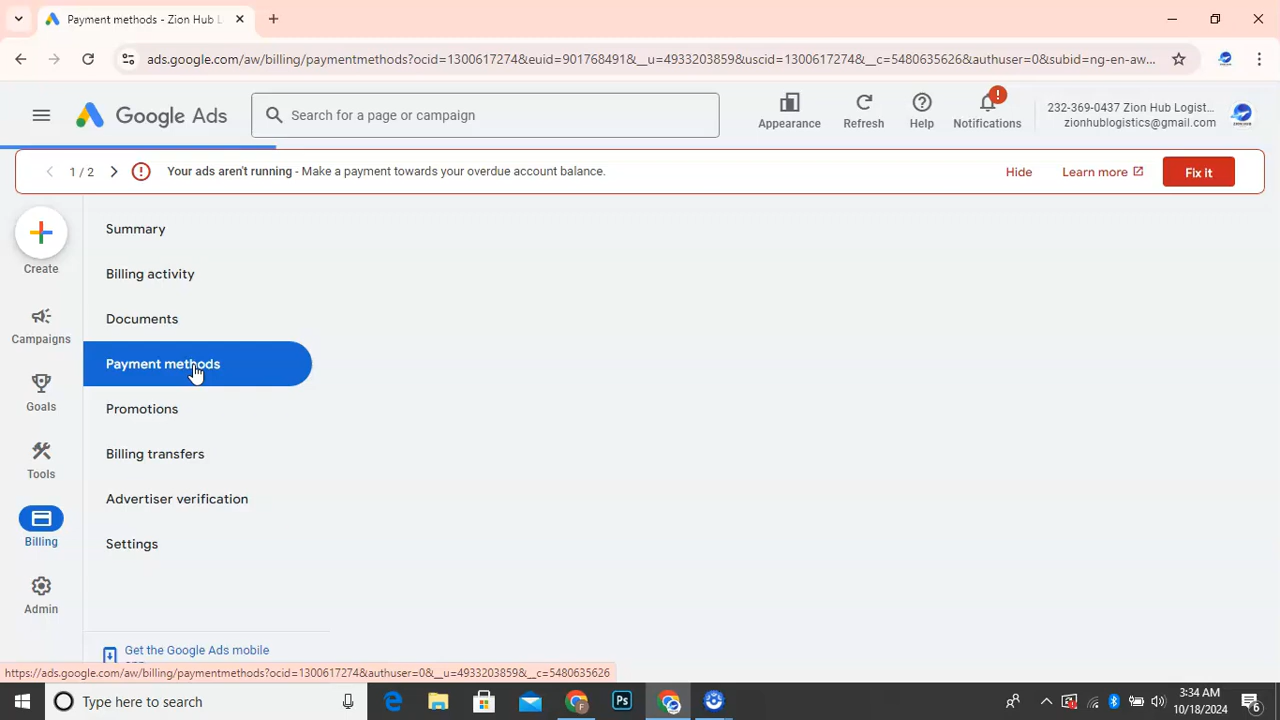 Payment methods - Zion Hub L
ads.google.com/aw/billing/paymentmethods?ocid=1300617274&euid=901768491&__u=4933203859&uscid=1300617274&__c=5480635626&authuser=0&subid=ng-en-aw...
Google Ads
Search for a page or campaign
Appearance
Refresh
Help
Notifications
232-369-0437 Zion Hub Logist...
zionhublogistics@gmail.com
1 / 2
Your ads aren't running - Make a payment towards your overdue account balance.
Hide
Learn more
Fix it
Create
Campaigns
Goals
Tools
Billing
Admin
Summary
Billing activity
Documents
Payment methods
Promotions
Billing transfers
Advertiser verification
Settings
Get the Google Ads mobile
https://ads.google.com/aw/billing/paymentmethods?ocid=1300617274&authuser=0&__u=4933203859&__c=5480635626
Type here to search
Ps
F
3:34 AM
10/18/2024
6